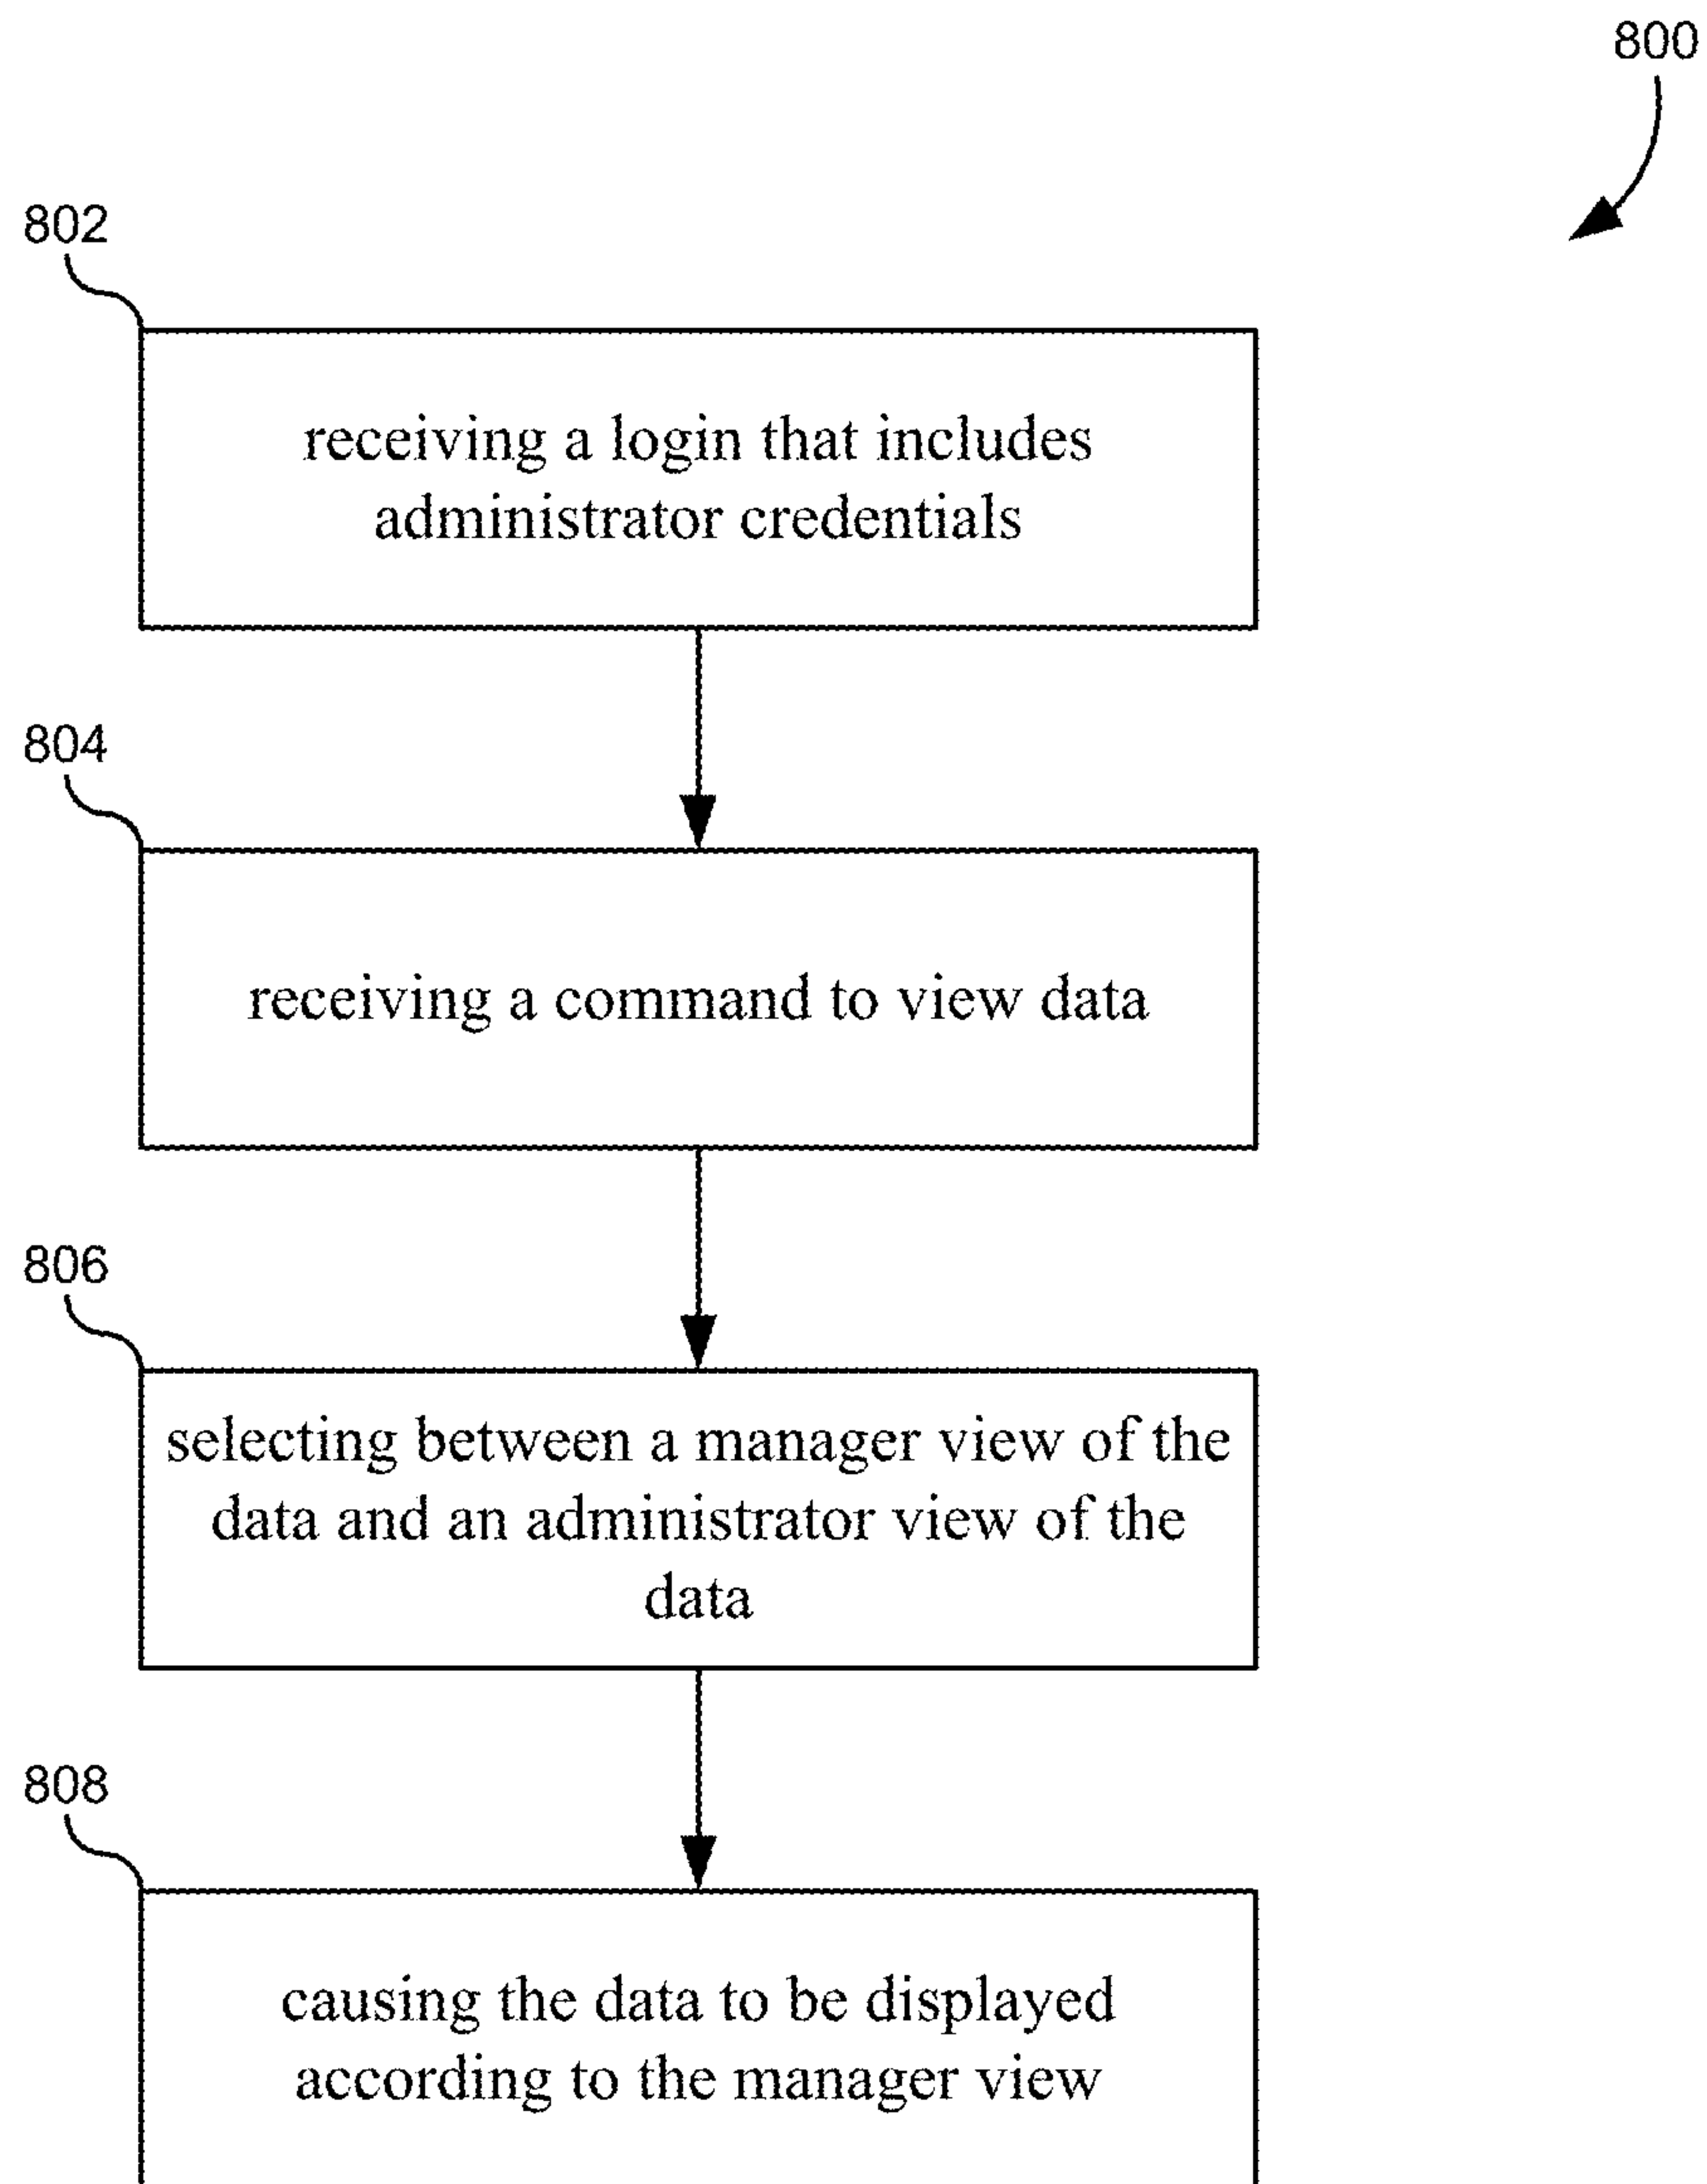 800
802
receiving a login that includes
administrator credentials
804
receiving a command to view data
806
selecting between a manager view of the
data and an administrator view of the
data
808
causing the data to be displayed
according to the manager view